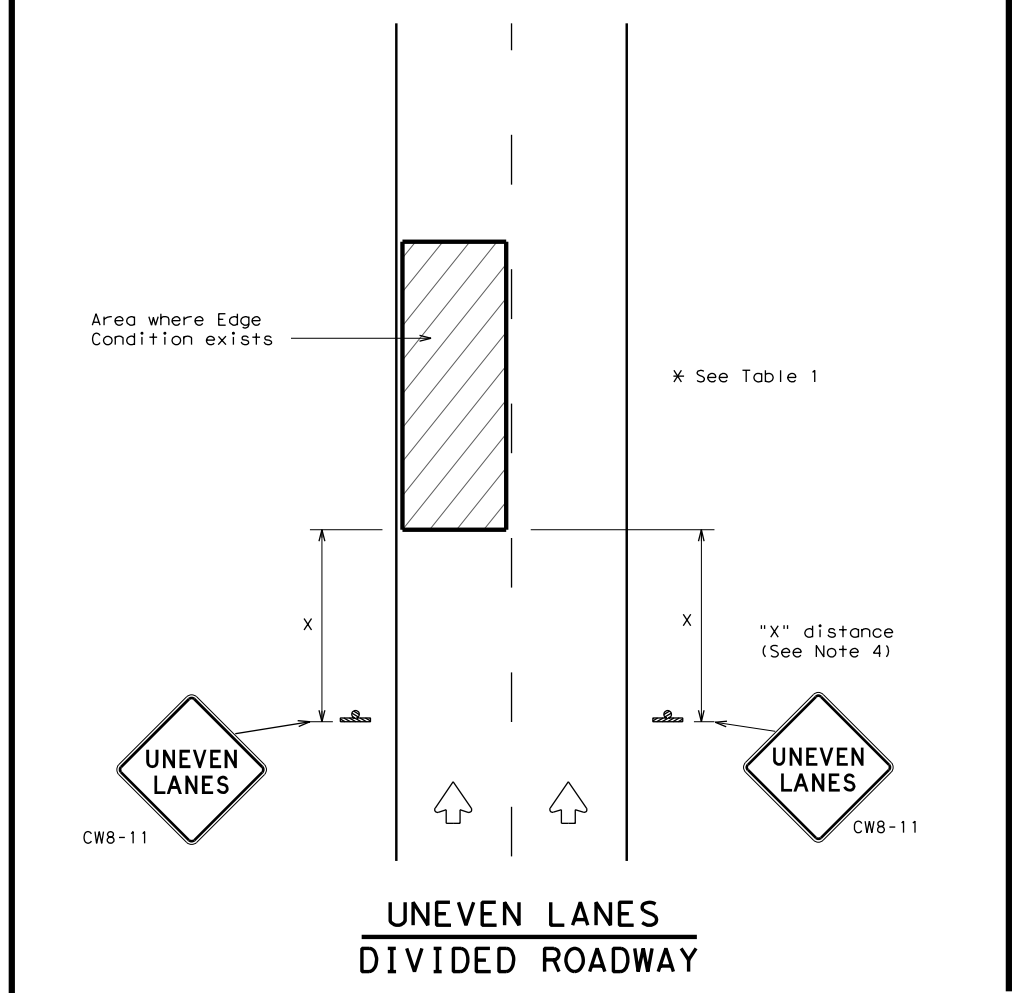 Area where Edge
Condition exists
* See Table 1
X
X
"X" distance
(See Note 4)
UNEVEN
LANES
CW8-11
UNEVEN
LANES
CW8-11
UNEVEN LANES
DIVIDED ROADWAY